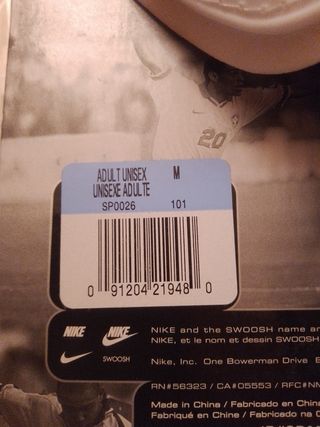 20
ADULT UNISEX M
UNISEXE ADULTE
SP0026 101
0 91204 21948 0
NIKE NIKE
SWOOSH
NIKE and the SWOOSH name an
NIKE, et le nom et dessin SWOOSH
Nike, Inc. One Bowerman Drive B
RN#56323 / CA#05553 / RFC#NM
Made in China / Fabricado en China
Fabriqué en Chine / Fabricado na C